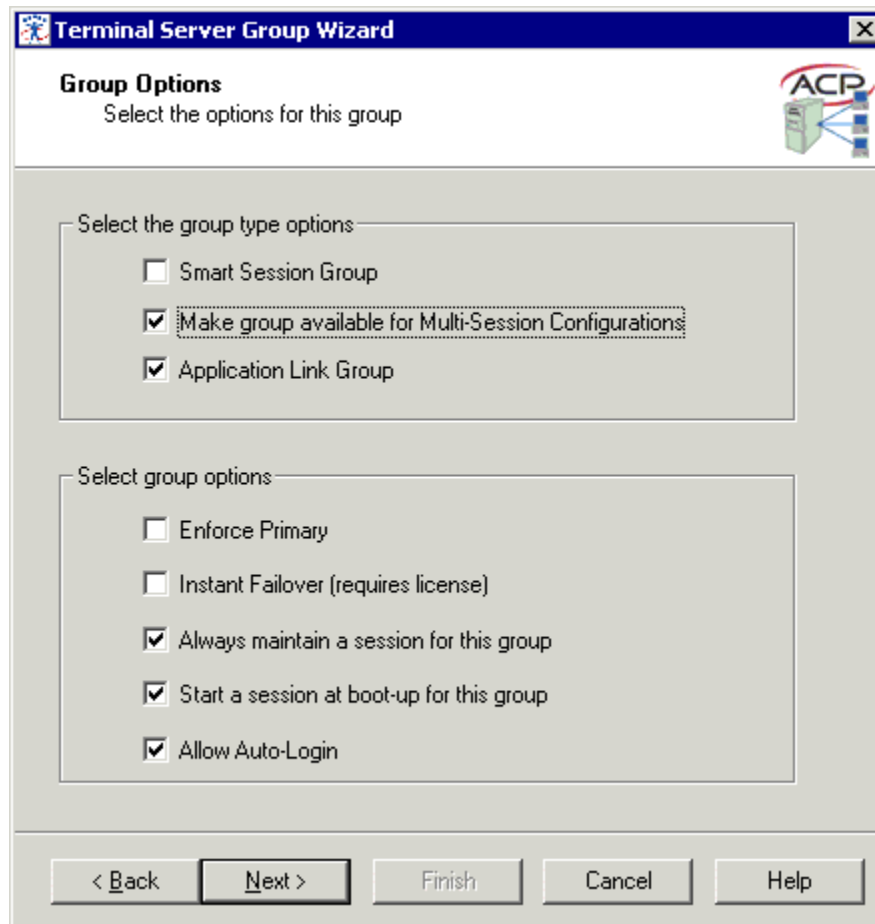 Terminal Server Group Wizard
Group Options
Select the options for this group
ACP
Select the group type options
Smart Session Group
Make group available for Multi-Session Configurations
Application Link Group
Select group options
Enforce Primary
Instant Failover (requires license)
Always maintain a session for this group
Start a session at boot-up for this group
Allow Auto-Login
< Back Next > Finish Cancel Help